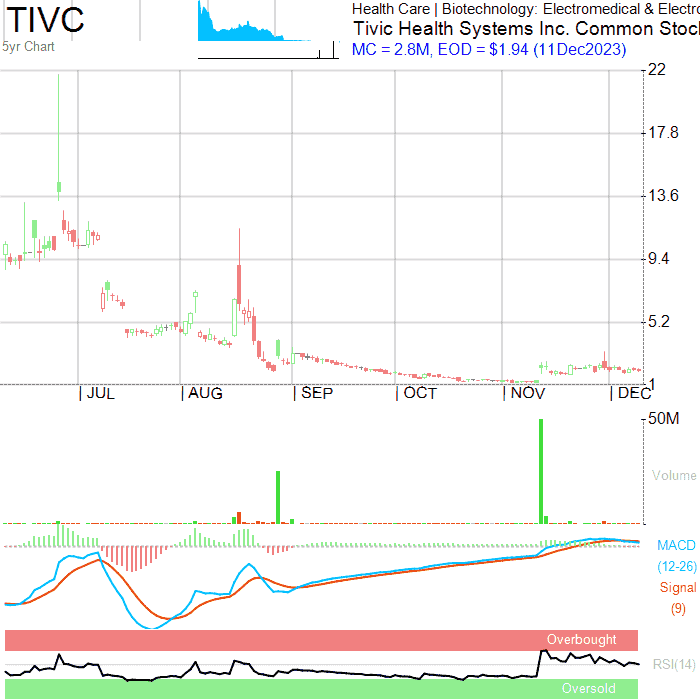 TIVC
5yr Chart
Health Care | Biotechnology: Electromedical & Electro
Tivic Health Systems Inc. Common Stock
MC = 2.8M, EOD = $1.94 (11Dec2023)
22
17.8
13.6
9.4
5.2
1
JUL
AUG
SEP
OCT
NOV
DEC
50M
Volume
MACD
(12-26)
Signal
(9)
Overbought
RSI(14)
Oversold